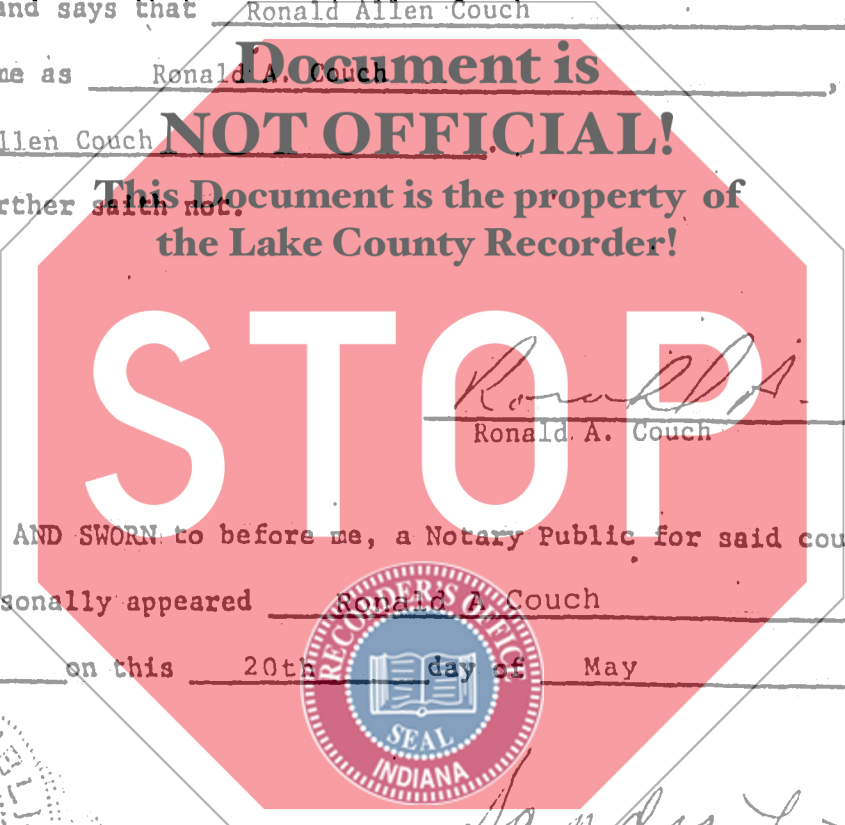 and says that Ronald Allen Couch
me as Ronald A. Couch,
Document is
llen Couch.
NOT OFFICIAL!
This Document is the property of
rther saith not.
the Lake County Recorder!
STOP
Ronald A.
Ronald A. Couch
AND SWORN to before me, a Notary Public for said cou
sonally appeared Ronald A Couch
RECORDER'S OFFICE
on this 20th day of May
SEAL
INDIANA